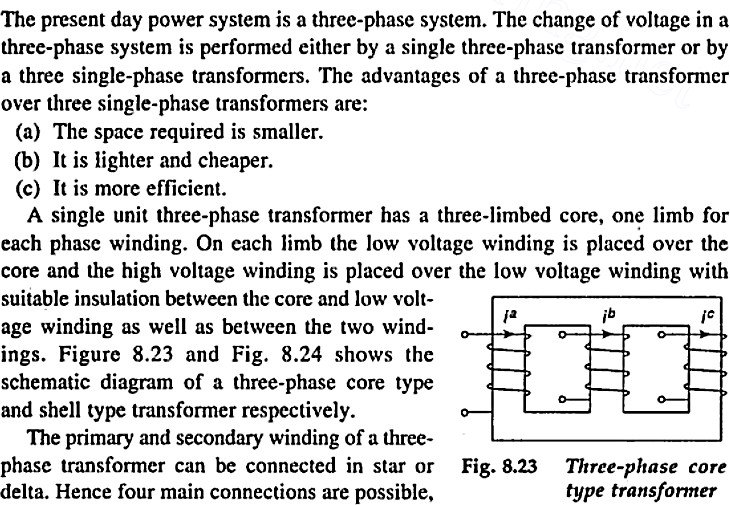 The present day power system is a three-phase system. The change of voltage in a
three-phase system is performed either by a single three-phase transformer or by
a three single-phase transformers. The advantages of a three-phase transformer
over three single-phase transformers are:
(a) The space required is smaller.
(b) It is lighter and cheaper.
(c) It is more efficient.
A single unit three-phase transformer has a three-limbed core, one limb for
each phase winding. On each limb the low voltage winding is placed over the
core and the high voltage winding is placed over the low voltage winding with
suitable insulation between the core and low volt-
age winding as well as between the two wind-
ings. Figure 8.23 and Fig. 8.24 shows the
schematic diagram of a three-phase core type
and shell type transformer respectively.
The primary and secondary winding of a three-
phase transformer can be connected in star or
delta. Hence four main connections are possible,
ia ib ic
Fig. 8.23 Three-phase core
type transformer